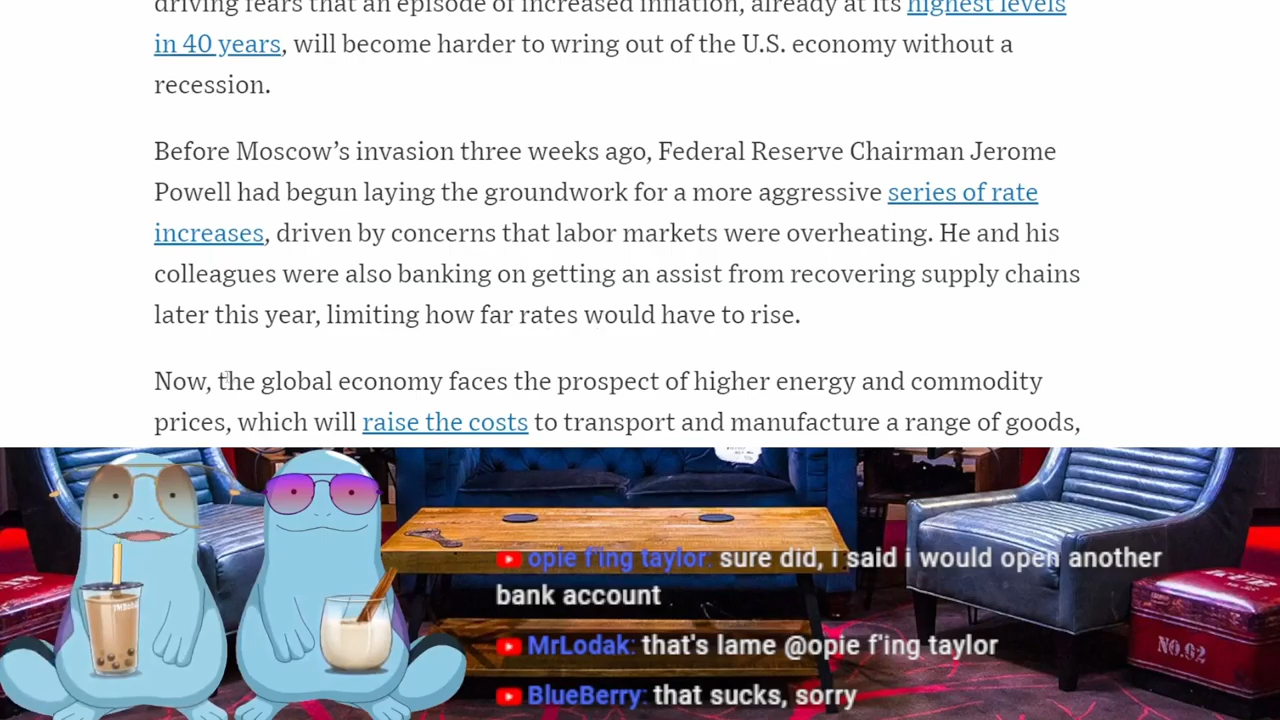 driving fears that an episode of increased inflation, already at its highest levels
in 40 years, will become harder to wring out of the U.S. economy without a
recession.
Before Moscow’s invasion three weeks ago, Federal Reserve Chairman Jerome
Powell had begun laying the groundwork for a more aggressive series of rate
increases, driven by concerns that labor markets were overheating. He and his
colleagues were also banking on getting an assist from recovering supply chains
later this year, limiting how far rates would have to rise.
Now, the global economy faces the prospect of higher energy and commodity
prices, which will raise the costs to transport and manufacture a range of goods,
opie f'ing taylor: sure did, i said i would open another
bank account
MrLodak: that's lame @opie f'ing taylor
BlueBerry: that sucks, sorry
NO.62